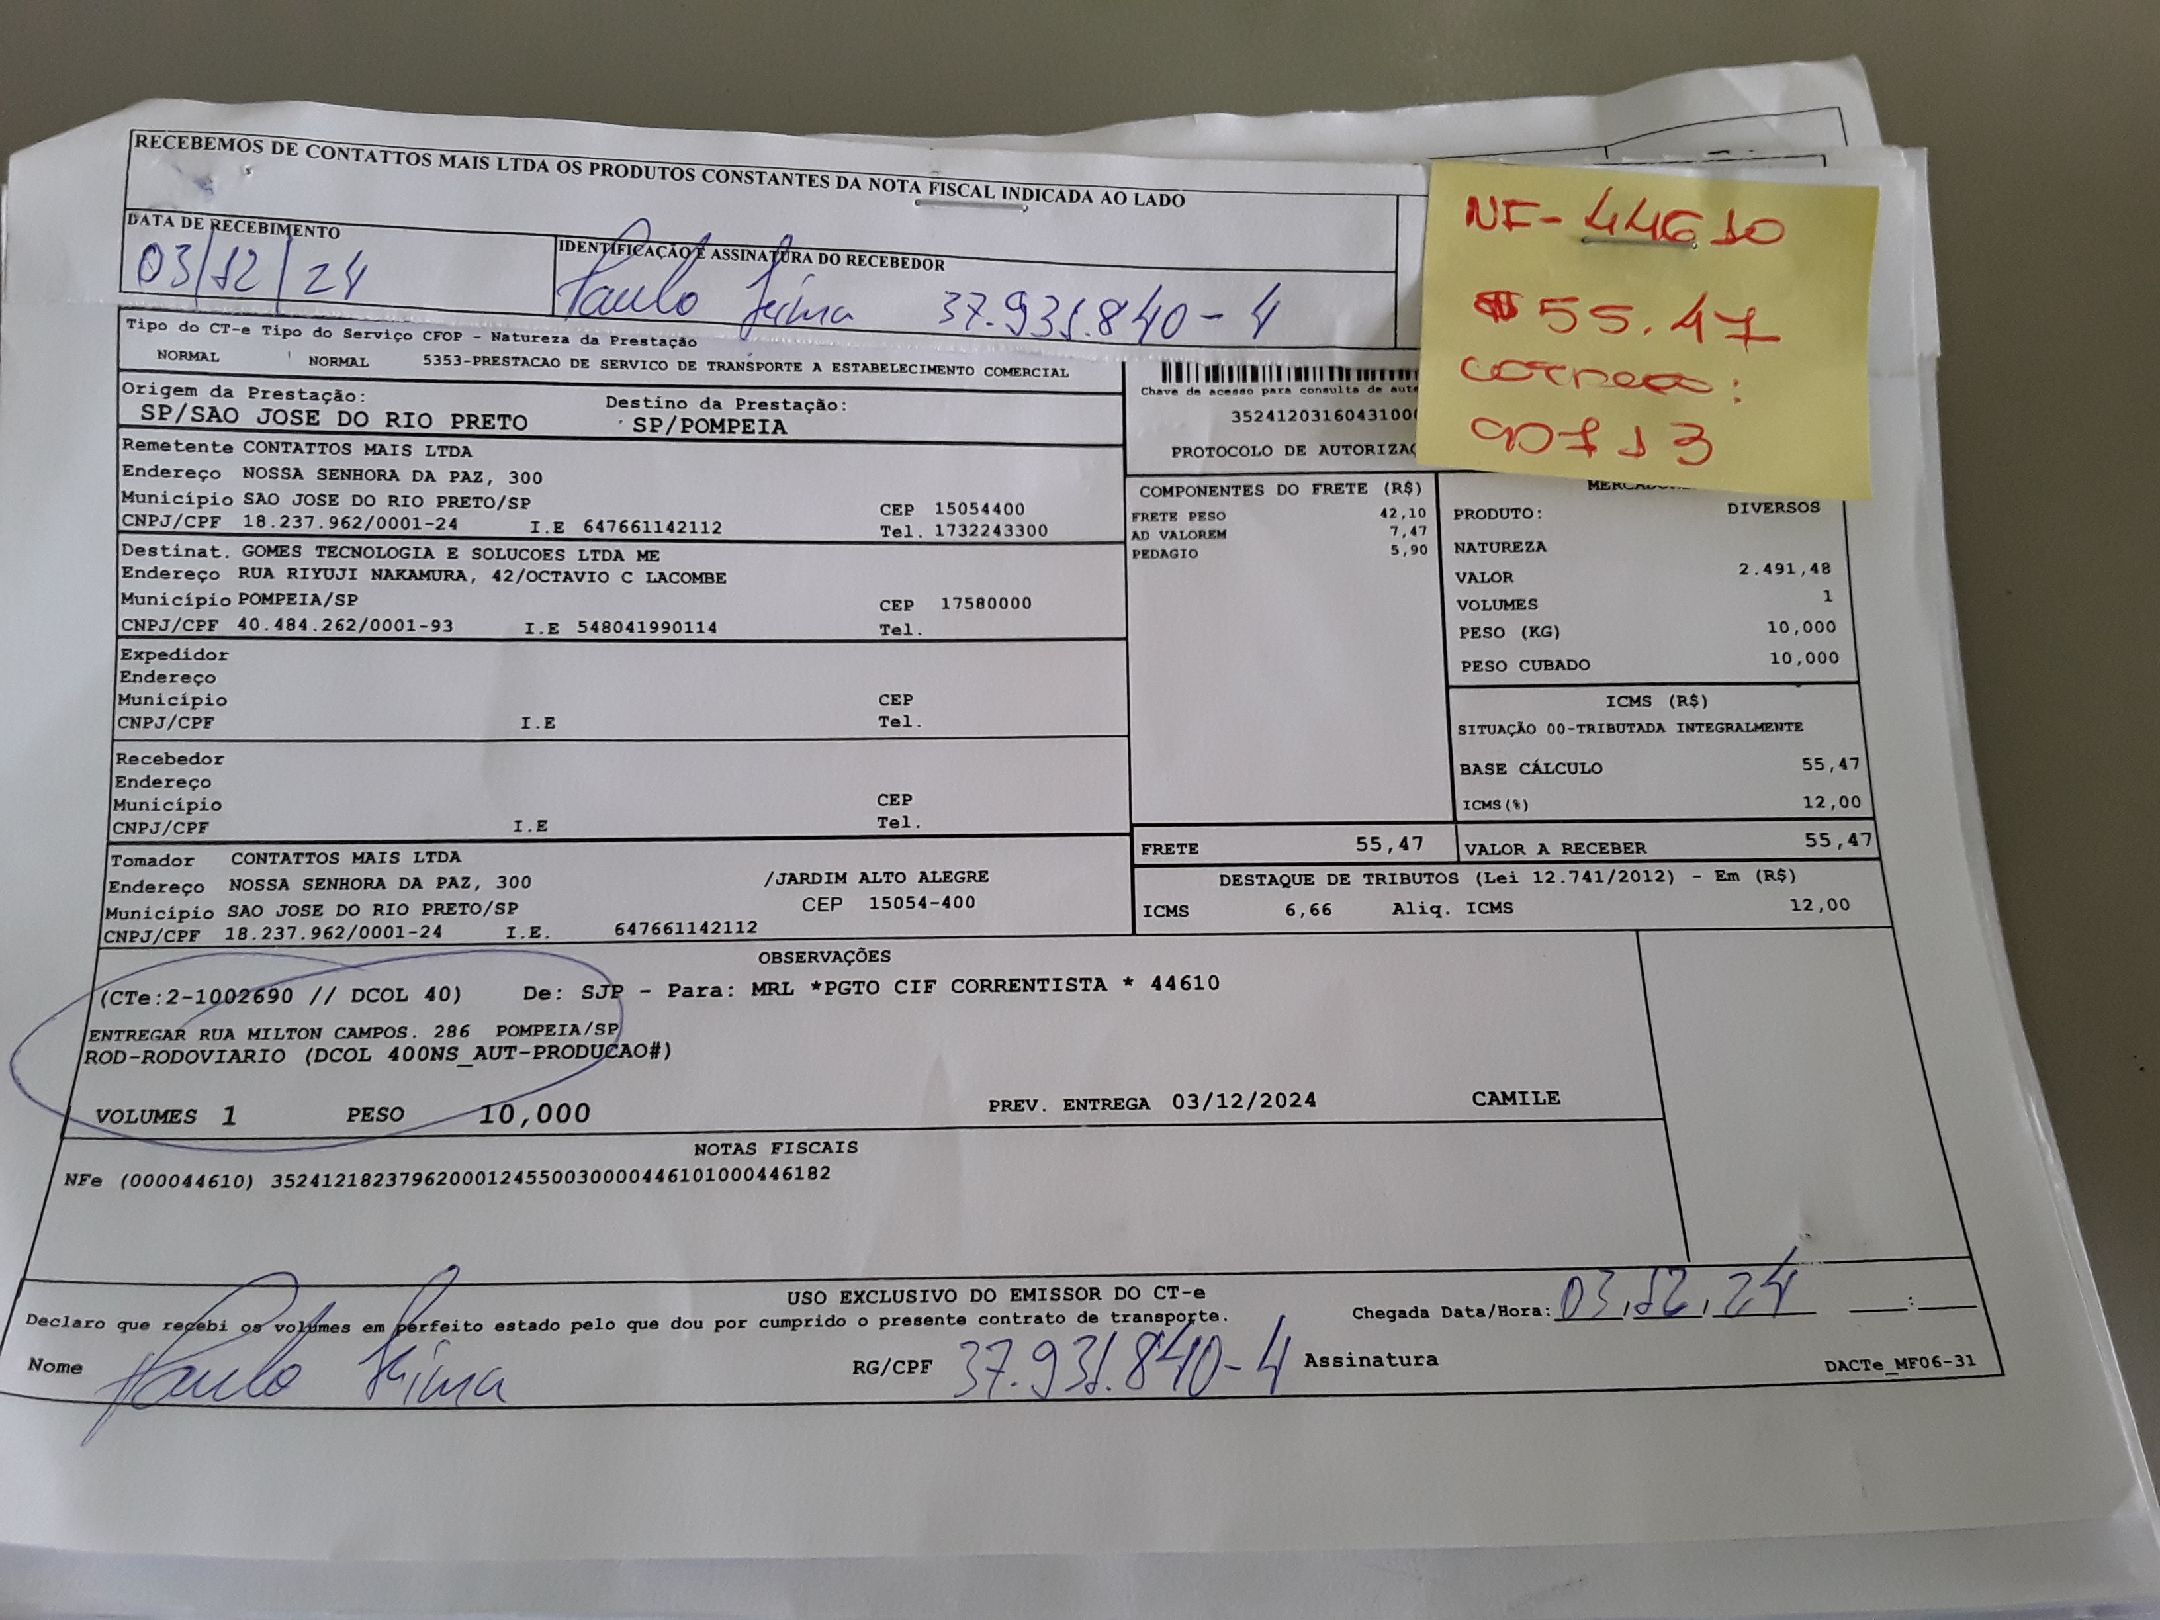 RECEBEMOS DE CONTATTOS MAIS LTDA OS PRODUTOS CONSTANTES DA NOTA FISCAL INDICADA AO LADO
DATA DE RECEBIMENTO
03/12/24
IDENTIFICAÇÃO E ASSINATURA DO RECEBEDOR
Paulo Lima 37.931.840-4
NF- 44610
$ 55.47
correto:
90713
Tipo do CT-e Tipo do Serviço CFOP - Natureza da Prestação
NORMAL NORMAL 5353-PRESTACAO DE SERVICO DE TRANSPORTE A ESTABELECIMENTO COMERCIAL
Origem da Prestação: Destino da Prestação:
SP/SAO JOSE DO RIO PRETO SP/POMPEIA
Chave de acesso para consulta de aut
3524120316043100
PROTOCOLO DE AUTORIZAÇ
Remetente CONTATTOS MAIS LTDA
Endereço NOSSA SENHORA DA PAZ, 300
Município SAO JOSE DO RIO PRETO/SP CEP 15054400
CNPJ/CPF 18.237.962/0001-24 I.E 647661142112 Tel. 1732243300
Destinat. GOMES TECNOLOGIA E SOLUCOES LTDA ME
Endereço RUA RIYUJI NAKAMURA, 42/OCTAVIO C LACOMBE
Município POMPEIA/SP CEP 17580000
CNPJ/CPF 40.484.262/0001-93 I.E 548041990114 Tel.
Expedidor
Endereço
Município CEP
CNPJ/CPF I.E Tel.
Recebedor
Endereço
Município CEP
CNPJ/CPF I.E Tel.
Tomador CONTATTOS MAIS LTDA
Endereço NOSSA SENHORA DA PAZ, 300 /JARDIM ALTO ALEGRE
Município SAO JOSE DO RIO PRETO/SP CEP 15054-400
CNPJ/CPF 18.237.962/0001-24 I.E. 647661142112
COMPONENTES DO FRETE (R$)
FRETE PESO 42,10
AD VALOREM 7,47
PEDAGIO 5,90
PRODUTO: DIVERSOS
NATUREZA
VALOR 2.491,48
VOLUMES 1
PESO (KG) 10,000
PESO CUBADO 10,000
ICMS (R$)
SITUAÇÃO 00-TRIBUTADA INTEGRALMENTE
BASE CÁLCULO 55,47
ICMS(%) 12,00
FRETE 55,47 VALOR A RECEBER 55,47
DESTAQUE DE TRIBUTOS (Lei 12.741/2012) - Em (R$)
ICMS 6,66 Aliq. ICMS 12,00
OBSERVAÇÕES
(CTe:2-1002690 // DCOL 40) De: SJP - Para: MRL *PGTO CIF CORRENTISTA * 44610
ENTREGAR RUA MILTON CAMPOS. 286 POMPEIA/SP
ROD-RODOVIARIO (DCOL 400NS_AUT-PRODUCAO#)
VOLUMES 1 PESO 10,000 PREV. ENTREGA 03/12/2024 CAMILE
NOTAS FISCAIS
NFe (000044610) 35241218237962000124550030000446101000446182
USO EXCLUSIVO DO EMISSOR DO CT-e
Declaro que recebi os volumes em perfeito estado pelo que dou por cumprido o presente contrato de transporte.
Chegada Data/Hora: 03/12/24 :
Nome Paulo Lima RG/CPF 37.931.840-4 Assinatura
DACTe_MF06-31